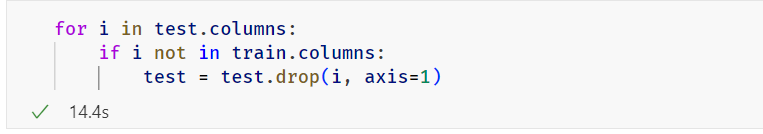 for i in test.columns:
    if i not in train.columns:
        test = test.drop(i, axis=1)
14.4s